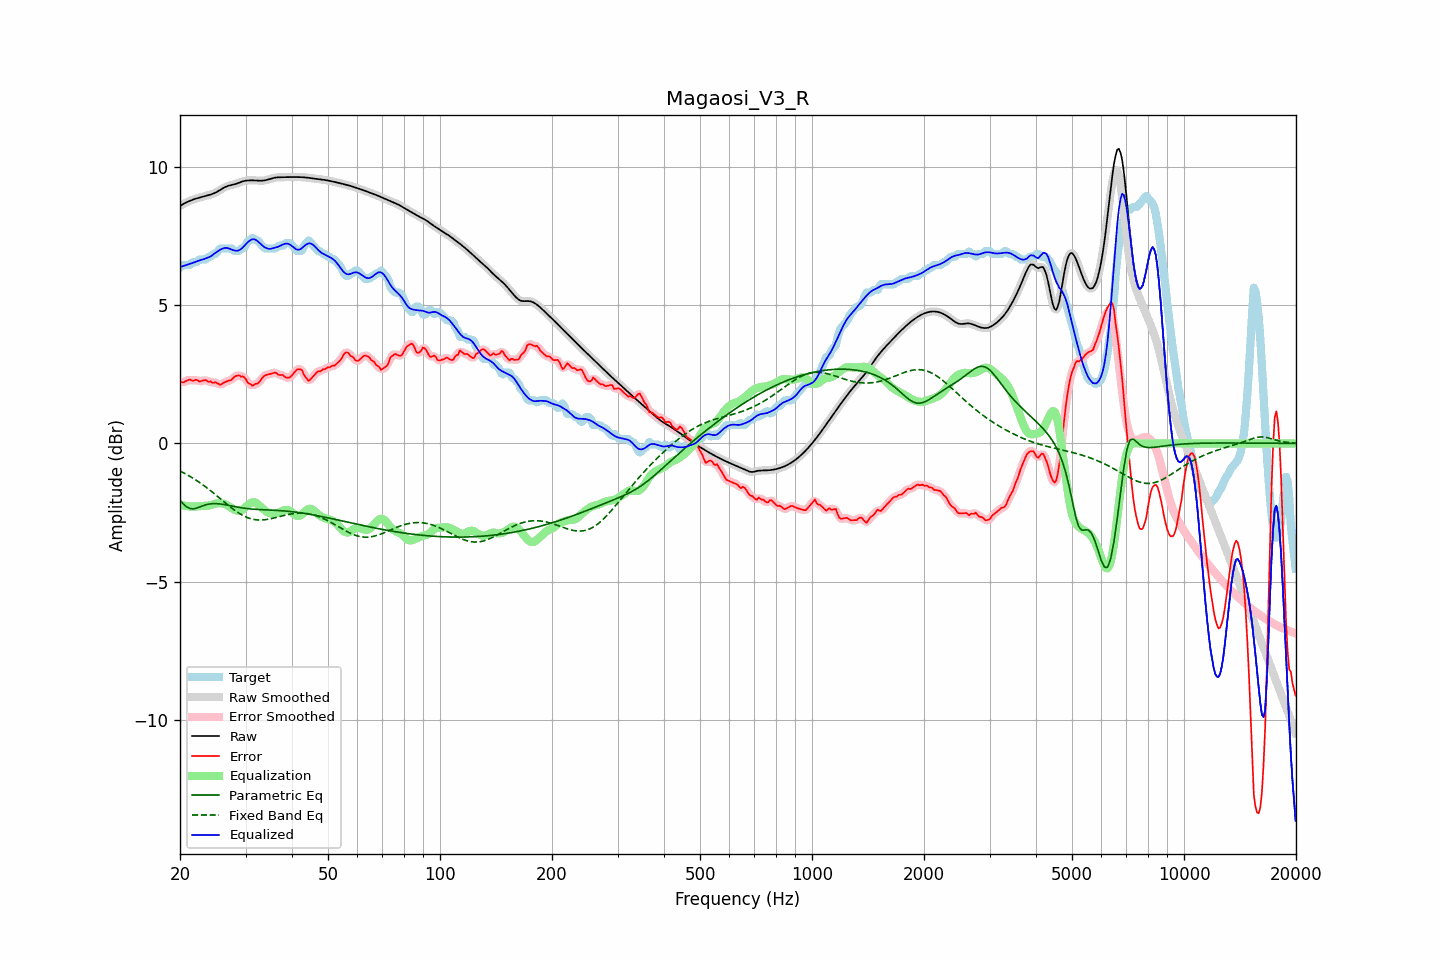 Magaosi_V3_R
Amplitude (dBr)
10
5
0
−5
−10
Target
Raw Smoothed
Error Smoothed
Raw
Error
Equalization
Parametric Eq
Fixed Band Eq
Equalized
20 50 100 200 500 1000 2000 5000 10000 20000
Frequency (Hz)